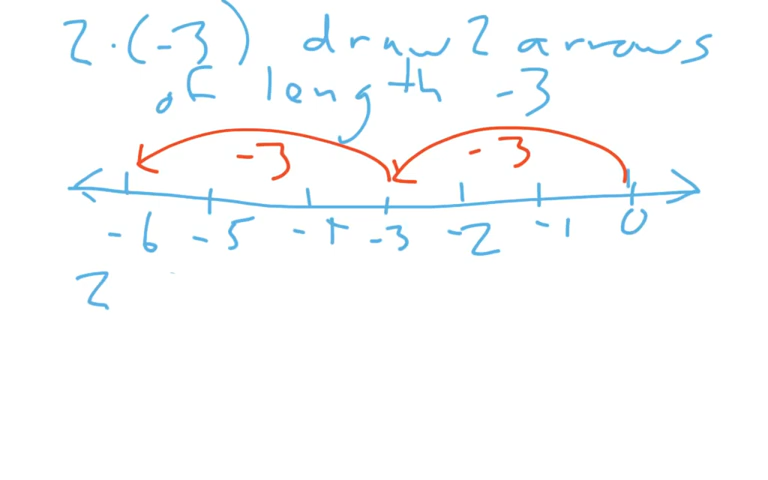 2·(-3) draw 2 arrows
of length -3
-3 -3
-6 -5 -4 -3 -2 -1 0
2